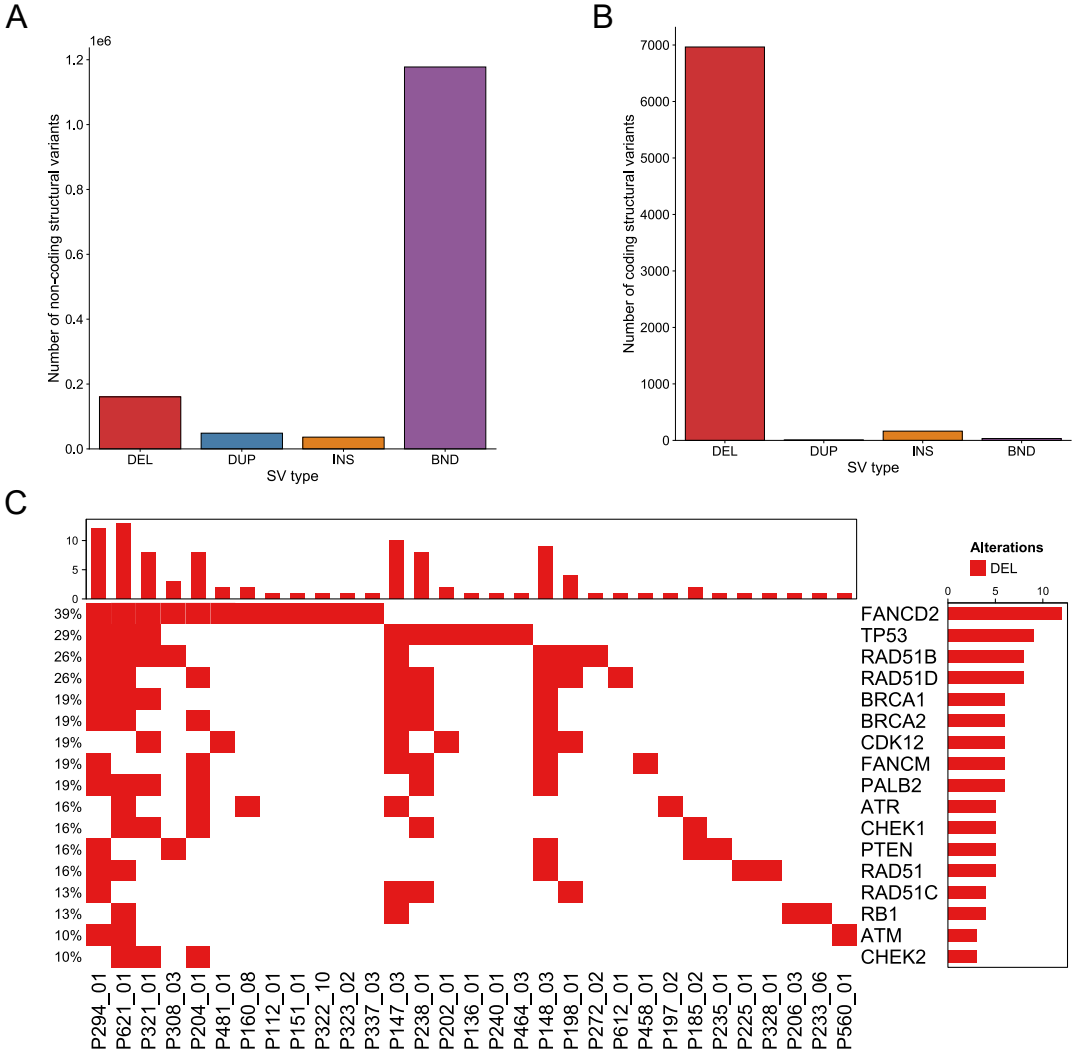 A
1e6
1.2
1.0
0.8
0.6
0.4
0.2
0.0
Number of non-coding structural variants
DEL DUP INS BND
SV type
B
7000
6000
5000
4000
3000
2000
1000
0
Number of coding structural variants
DEL DUP INS BND
SV type
C
10
5
0
Alterations
DEL
0 5 10
39% FANCD2
29% TP53
26% RAD51B
26% RAD51D
19% BRCA1
19% BRCA2
19% CDK12
19% FANCM
19% PALB2
16% ATR
16% CHEK1
16% PTEN
16% RAD51
13% RAD51C
13% RB1
10% ATM
10% CHEK2
P294_01
P621_01
P321_01
P308_03
P204_01
P481_01
P160_08
P112_01
P151_01
P322_10
P323_02
P337_03
P147_03
P238_01
P202_01
P136_01
P240_01
P464_03
P148_03
P198_01
P272_02
P612_01
P458_01
P197_02
P185_02
P235_01
P225_01
P328_01
P206_03
P233_06
P560_01